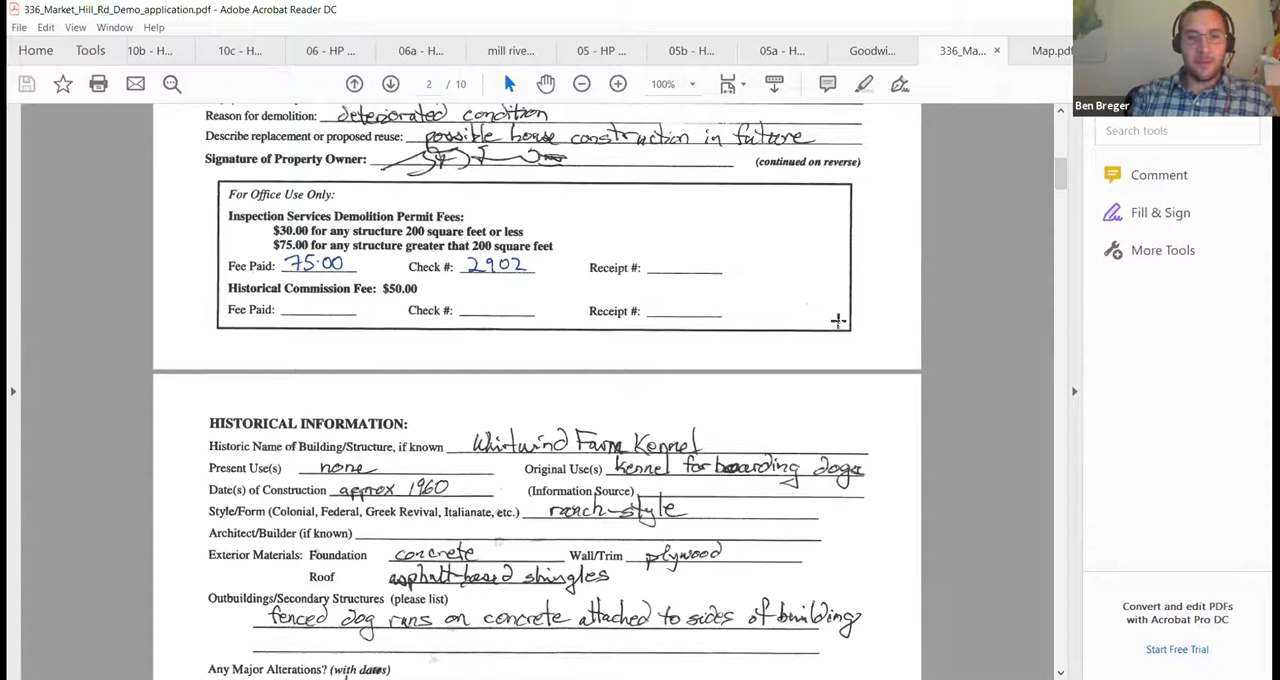 336_Market_Hill_Rd_Demo_application.pdf - Adobe Acrobat Reader DC
File Edit View Window Help
Home Tools 10b - H... 10c - H... 06 - HP ... 06a - H... mill rive... 05 - HP ... 05b - H... 05a - H... Goodwi... 336_Ma... × Map.pdf
2 / 10 100%
Ben Breger
Search tools
Comment
Fill & Sign
More Tools
Convert and edit PDFs
with Acrobat Pro DC
Start Free Trial
Reason for demolition: deteriorated condition
Describe replacement or proposed reuse: possible house construction in future
Signature of Property Owner: (continued on reverse)
For Office Use Only:
Inspection Services Demolition Permit Fees:
$30.00 for any structure 200 square feet or less
$75.00 for any structure greater that 200 square feet
Fee Paid: 75.00 Check #: 2902 Receipt #:
Historical Commission Fee: $50.00
Fee Paid: Check #: Receipt #:
HISTORICAL INFORMATION:
Historic Name of Building/Structure, if known Whirlwind Farm Kennel
Present Use(s) none Original Use(s) kennel for boarding dogs
Date(s) of Construction approx 1960 (Information Source)
Style/Form (Colonial, Federal, Greek Revival, Italianate, etc.) ranch-style
Architect/Builder (if known)
Exterior Materials: Foundation concrete Wall/Trim plywood
Roof asphalt-based shingles
Outbuildings/Secondary Structures (please list)
fenced dog runs on concrete attached to sides of building
Any Major Alterations? (with dates)